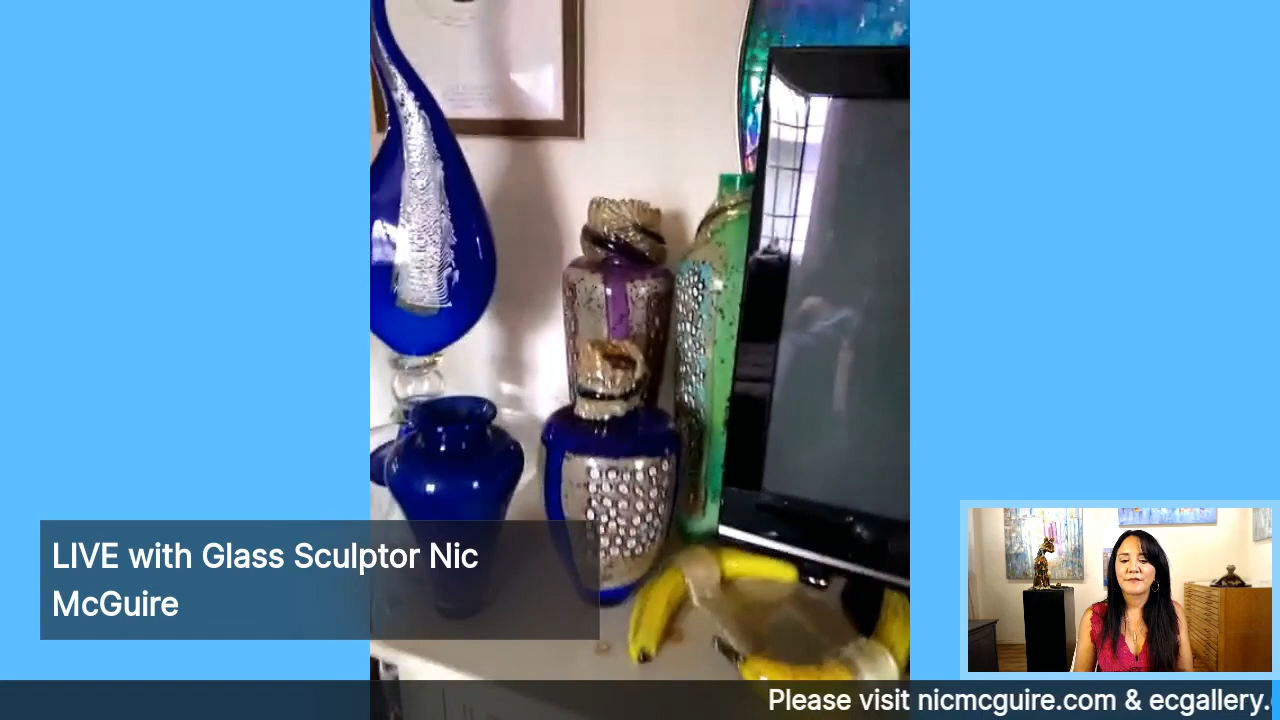 LIVE with Glass Sculptor Nic
McGuire
Please visit nicmcguire.com & ecgallery.